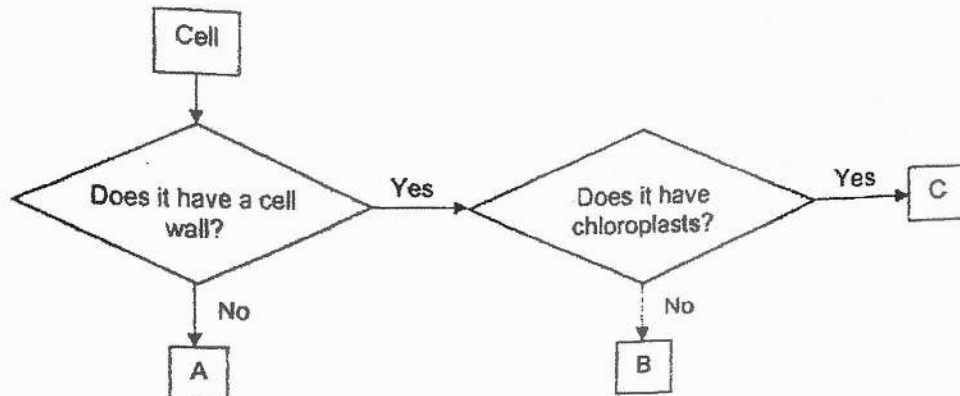 Cell
Does it have a cell
wall?
Yes
Does it have
chloroplasts?
Yes
C
No
A
No
B